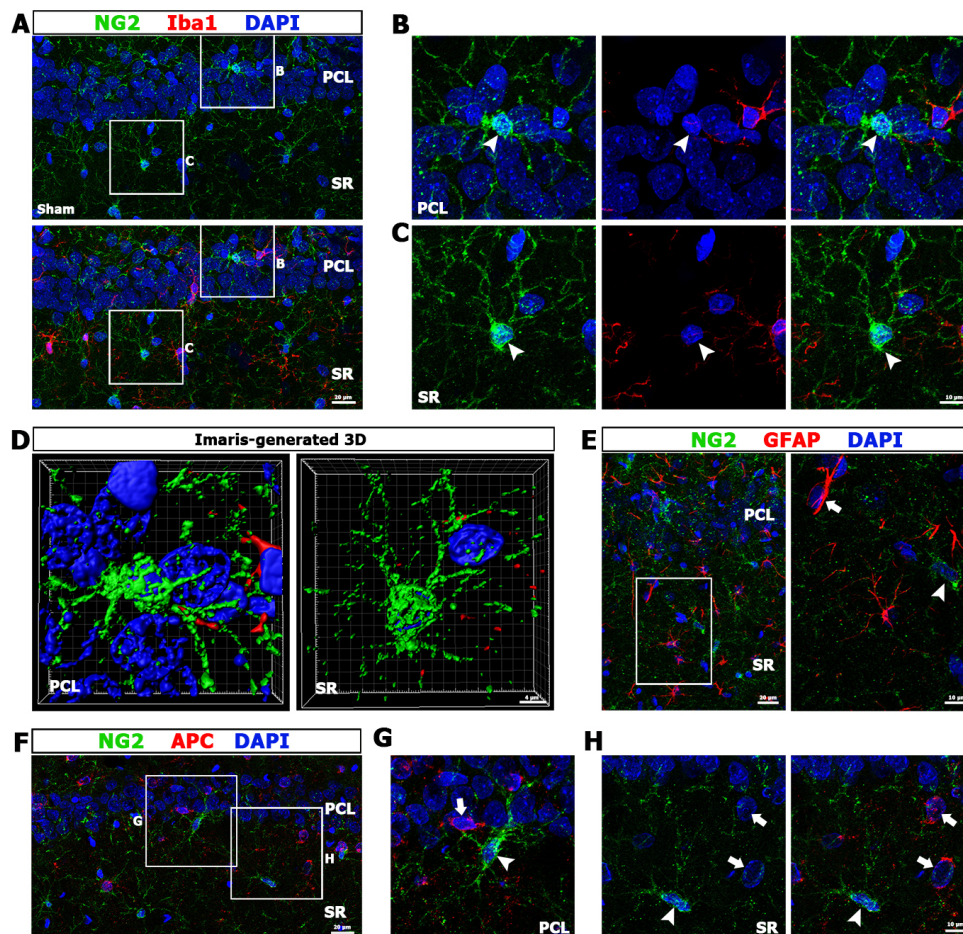 A
NG2 Iba1 DAPI
PCL
B
C
SR
Sham
PCL
B
C
SR
20 µm
B
PCL
C
SR
10 µm
D
Imaris-generated 3D
PCL
SR
4 µm
E
NG2 GFAP DAPI
PCL
SR
20 µm
10 µm
F
NG2 APC DAPI
PCL
G
H
SR
20 µm
G
PCL
H
SR
10 µm